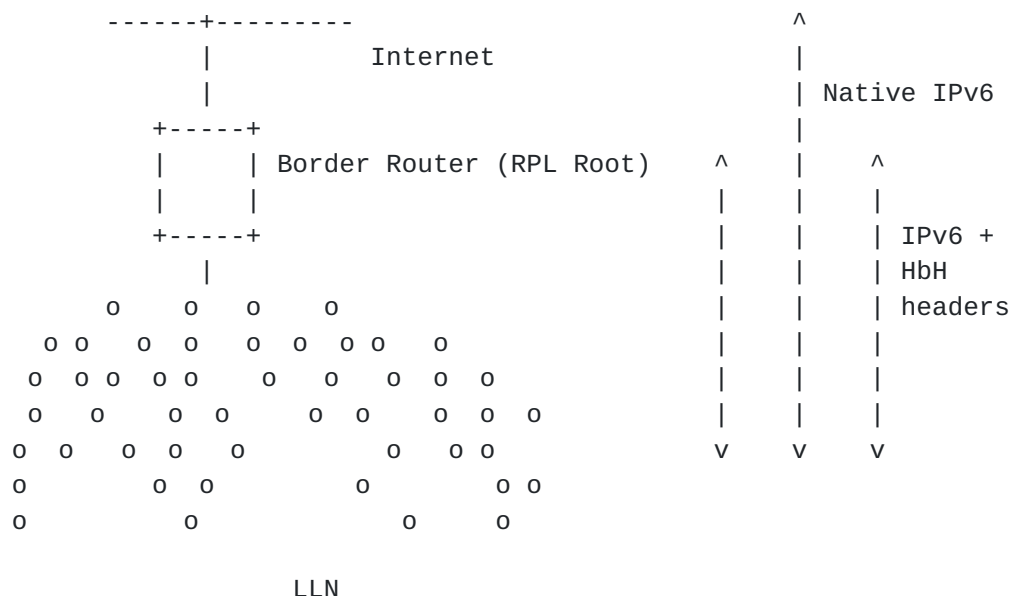 Internet
Native IPv6
Border Router (RPL Root)
IPv6 +
HbH
headers
LLN